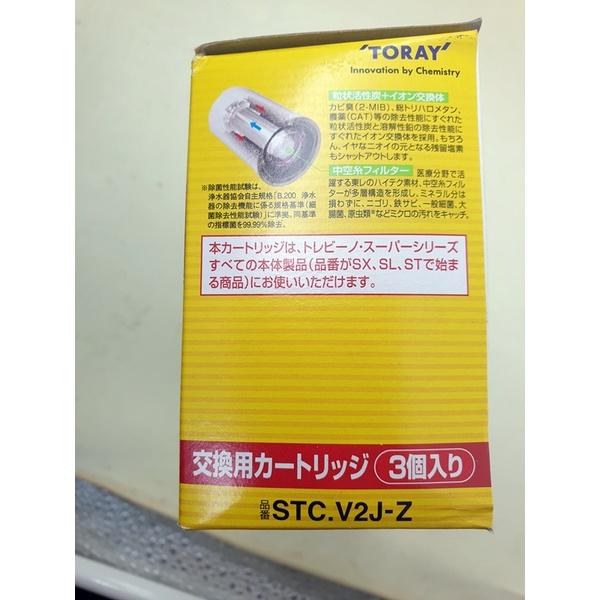 'TORAY'
Innovation by Chemistry
粒状活性炭+イオン交換体
カビ臭(2-MIB)、総トリハロメタン、
農薬(CAT)等の除去性能にすぐれた
粒状活性炭と溶解性鉛の除去性能に
すぐれたイオン交換体を採用。もちろ
ん、イヤなニオイの元となる残留塩素
もシャットアウトします。
中空糸フィルター 医療分野で活
躍する東レのハイテク素材、中空糸フィル
ターが多層構造を形成し、ミネラル分は
損わずに、ニゴリ、鉄サビ、一般細菌、大
腸菌、原虫類※などミクロの汚れをキャッチ。
※除菌性能試験は、
浄水器協会自主規格「B.200 浄水
器の除去機能に係る規格基準(細
菌除去性能試験)」に準拠。同基準
の指標菌を99.99%除去。
本カートリッジは、トレビーノ・スーパーシリーズ
すべての本体製品(品番がSX、SL、STで始ま
る商品)にお使いいただけます。
交換用カートリッジ 3個入り
品番 STC.V2J-Z